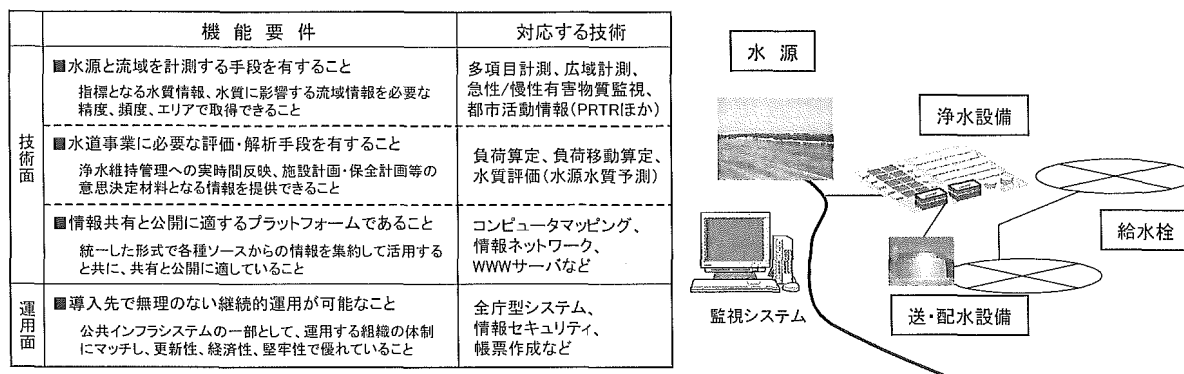 機能要件
対応する技術
技術面
■水源と流域を計測する手段を有すること
指標となる水質情報、水質に影響する流域情報を必要な
精度、頻度、エリアで取得できること
多項目計測、広域計測、
急性/慢性有害物質監視、
都市活動情報(PRTRほか)
■水道事業に必要な評価・解析手段を有すること
浄水維持管理への実時間反映、施設計画・保全計画等の
意思決定材料となる情報を提供できること
負荷算定、負荷移動算定、
水質評価(水源水質予測)
■情報共有と公開に適するプラットフォームであること
統一した形式で各種ソースからの情報を集約して活用する
と共に、共有と公開に適していること
コンピュータマッピング、
情報ネットワーク、
WWWサーバなど
運用面
■導入先で無理のない継続的運用が可能なこと
公共インフラシステムの一部として、運用する組織の体制
にマッチし、更新性、経済性、堅牢性で優れていること
全庁型システム、
情報セキュリティ、
帳票作成など
水源
浄水設備
給水栓
監視システム
送・配水設備